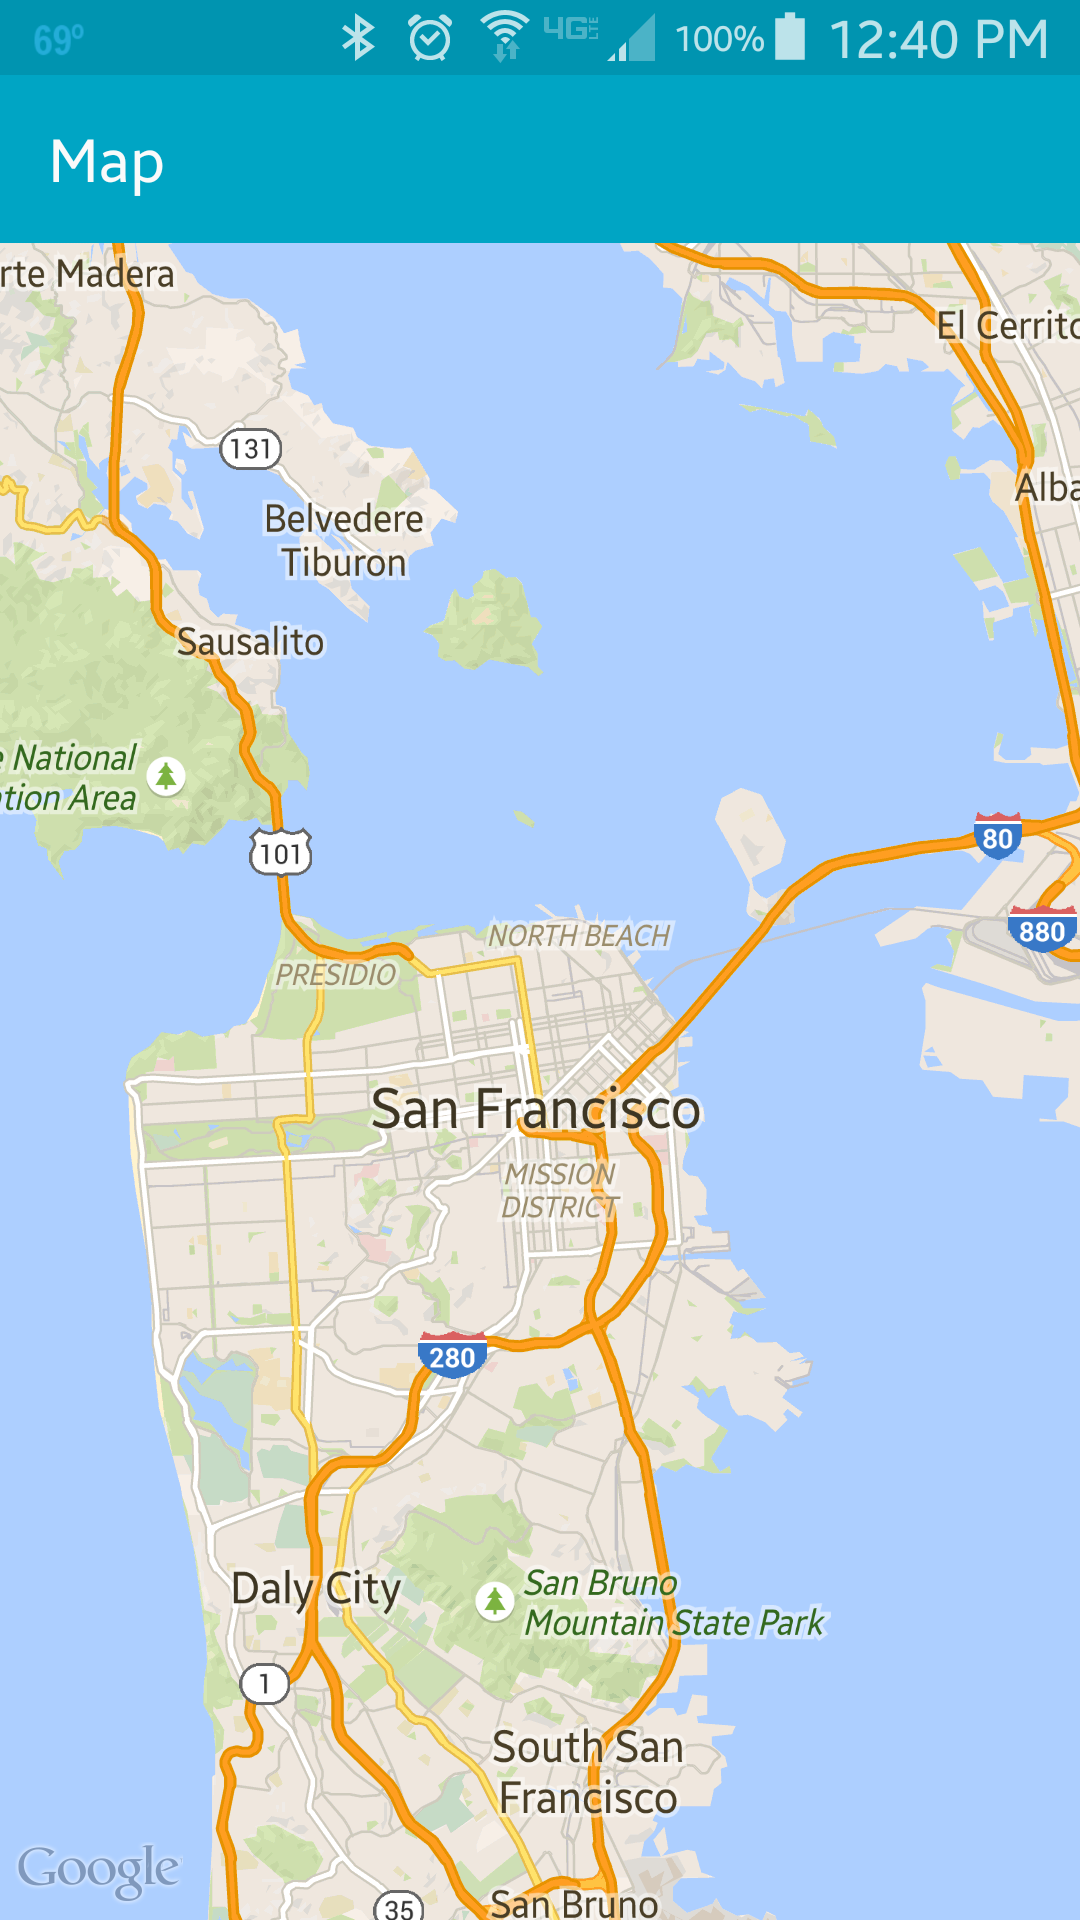 69°
4G LTE
100%
12:40 PM
Map
rte Madera
El Cerrito
131
Alba
Belvedere
Tiburon
Sausalito
e National
tion Area
101
80
880
NORTH BEACH
PRESIDIO
San Francisco
MISSION
DISTRICT
280
Daly City
San Bruno
Mountain State Park
1
South San
Francisco
Google
San Bruno
35